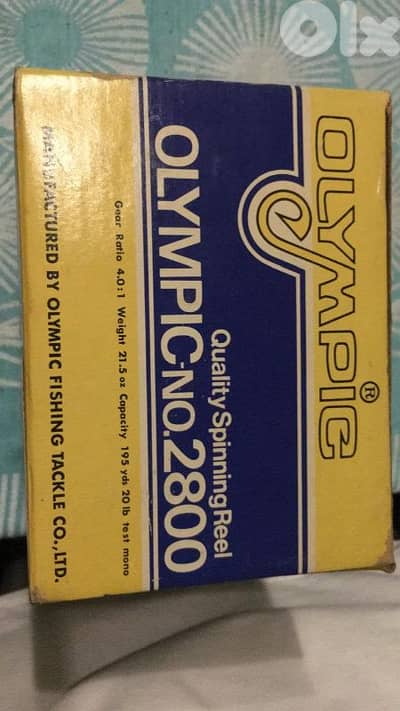 OLYMPIC®
Quality Spinning Reel
OLYMPIC-NO.2800
Gear Ratio 4.0:1 Weight 21.5 oz Capacity 195 yds 20 lb test mono
MANUFACTURED BY OLYMPIC FISHING TACKLE CO.,LTD.
OLX